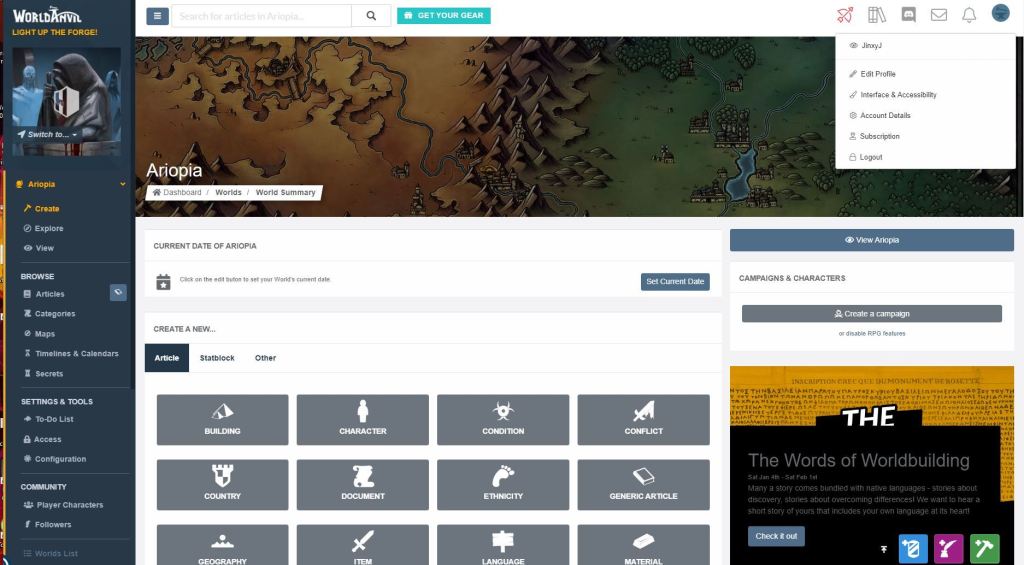 WORLDANVIL
LIGHT UP THE FORGE!
Switch to...
Ariopia
Create
Explore
View
BROWSE
Articles
Categories
Maps
Timelines & Calendars
Secrets
SETTINGS & TOOLS
To-Do List
Access
Configuration
COMMUNITY
Player Characters
Followers
Worlds List
Search for articles in Ariopia...
GET YOUR GEAR
JinxyJ
Edit Profile
Interface & Accessibility
Account Details
Subscription
Logout
Ariopia
Dashboard / Worlds / World Summary
CURRENT DATE OF ARIOPIA
Click on the edit buton to set your World's current date.
Set Current Date
CREATE A NEW...
Article Statblock Other
BUILDING CHARACTER CONDITION CONFLICT
COUNTRY DOCUMENT ETHNICITY GENERIC ARTICLE
GEOGRAPHY ITEM LANGUAGE MATERIAL
View Ariopia
CAMPAIGNS & CHARACTERS
Create a campaign
or disable RPG features
INSCRIPTION GRECQUE DU MONUMENT DE ROSETTE
THE
The Words of Worldbuilding
Sat Jan 4th - Sat Feb 1st
Many a story comes bundled with native languages - stories about
discovery, stories about overcoming differences! We want to hear a
short story of yours that includes your own language at its heart!
Check it out